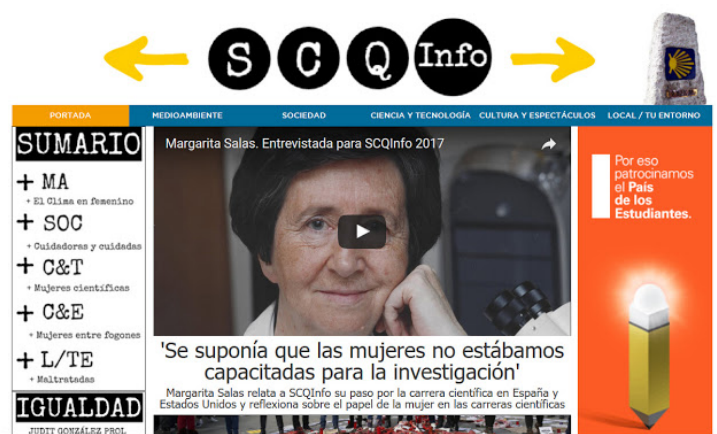 S C Q Info
PORTADA MEDIOAMBIENTE SOCIEDAD CIENCIA Y TECNOLOGÍA CULTURA Y ESPECTÁCULOS LOCAL / TU ENTORNO
SUMARIO
+ MA
+ El Clima en femenino
+ SOC
+ Cuidadoras y cuidadas
+ C&T
+ Mujeres científicas
+ C&E
+ Mujeres entre fogones
+ L/TE
+ Maltratadas
IGUALDAD
JUDIT GONZÁLEZ PROL
Margarita Salas. Entrevistada para SCQInfo 2017
'Se suponía que las mujeres no estábamos
capacitadas para la investigación'
Margarita Salas relata a SCQInfo su paso por la carrera científica en España y
Estados Unidos y reflexiona sobre el papel de la mujer en las carreras científicas
Por eso
patrocinamos
el País
de los
Estudiantes.